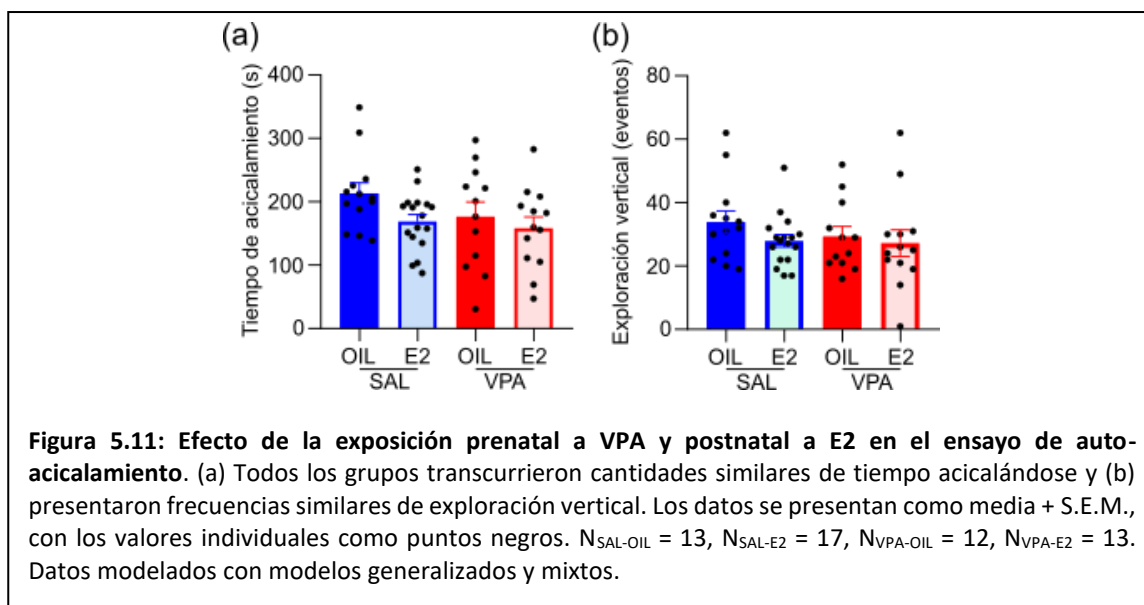 (a)
Tiempo de acicalamiento (s)
400
300
200
100
0
OIL E2 OIL E2
SAL VPA
(b)
Exploración vertical (eventos)
80
60
40
20
0
OIL E2 OIL E2
SAL VPA
Figura 5.11: Efecto de la exposición prenatal a VPA y postnatal a E2 en el ensayo de auto-
acicalamiento. (a) Todos los grupos transcurrieron cantidades similares de tiempo acicalándose y (b)
presentaron frecuencias similares de exploración vertical. Los datos se presentan como media + S.E.M.,
con los valores individuales como puntos negros. NSAL-OIL = 13, NSAL-E2 = 17, NVPA-OIL = 12, NVPA-E2 = 13.
Datos modelados con modelos generalizados y mixtos.